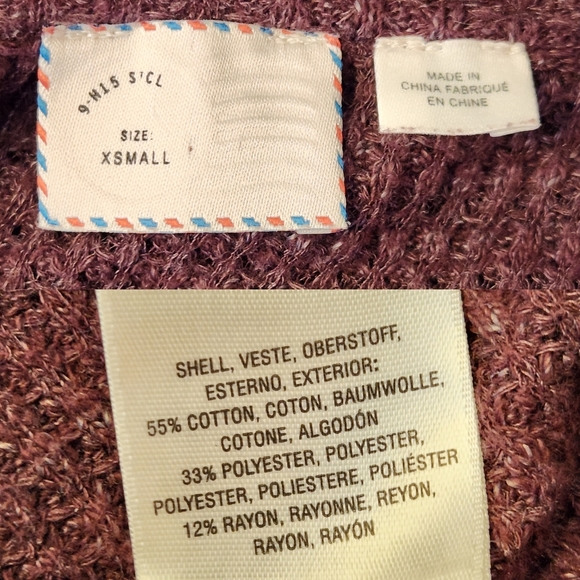 9-H15 S'CL
SIZE:
XSMALL
MADE IN
CHINA FABRIQUÉ
EN CHINE
SHELL, VESTE, OBERSTOFF,
ESTERNO, EXTERIOR:
55% COTTON, COTON, BAUMWOLLE,
COTONE, ALGODÓN
33% POLYESTER, POLYESTER,
POLYESTER, POLIESTERE, POLIÉSTER
12% RAYON, RAYONNE, REYON,
RAYON, RAYÓN